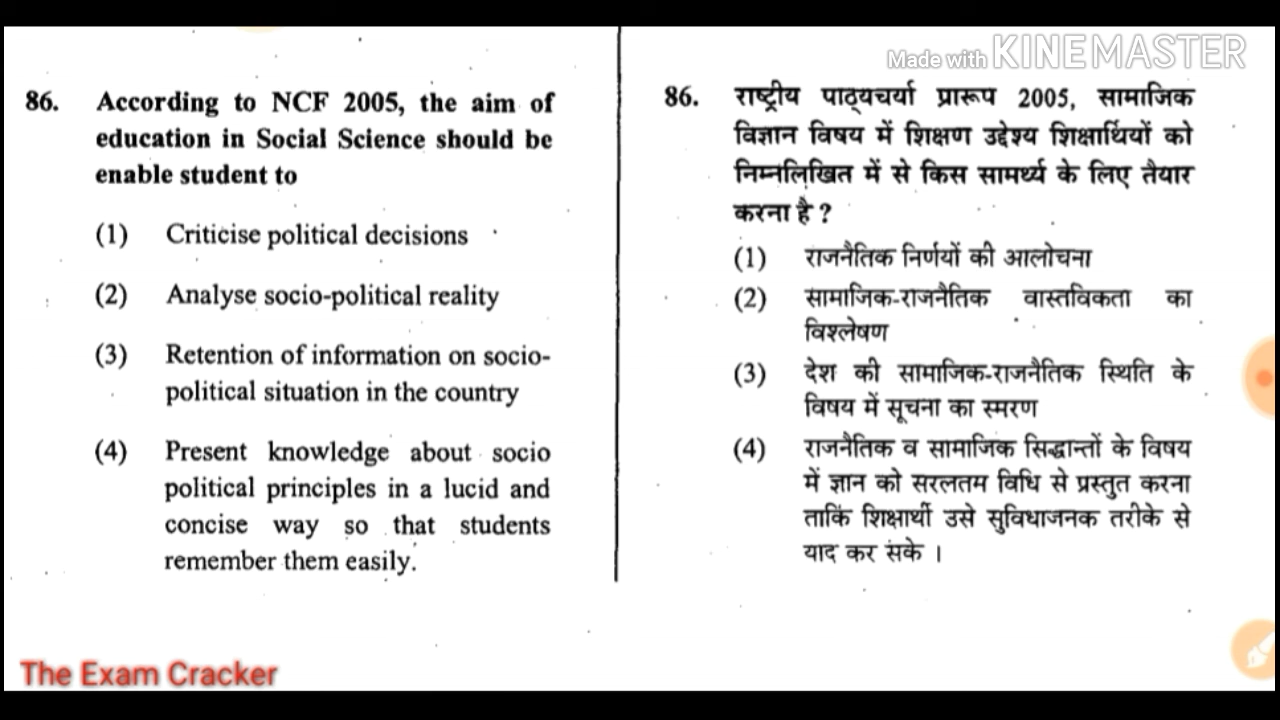 Made with KINEMASTER
86. According to NCF 2005, the aim of
education in Social Science should be
enable student to
(1) Criticise political decisions
(2) Analyse socio-political reality
(3) Retention of information on socio-
political situation in the country
(4) Present knowledge about socio
political principles in a lucid and
concise way so that students
remember them easily.
86. राष्ट्रीय पाठ्यचर्या प्रारूप 2005, सामाजिक
विज्ञान विषय में शिक्षण उद्देश्य शिक्षार्थियों को
निम्नलिखित में से किस सामर्थ्य के लिए तैयार
करना है ?
(1) राजनैतिक निर्णयों की आलोचना
(2) सामाजिक-राजनैतिक वास्तविकता का
विश्लेषण
(3) देश की सामाजिक-राजनैतिक स्थिति के
विषय में सूचना का स्मरण
(4) राजनैतिक व सामाजिक सिद्धान्तों के विषय
में ज्ञान को सरलतम विधि से प्रस्तुत करना
ताकि शिक्षार्थी उसे सुविधाजनक तरीके से
याद कर सके ।
The Exam Cracker